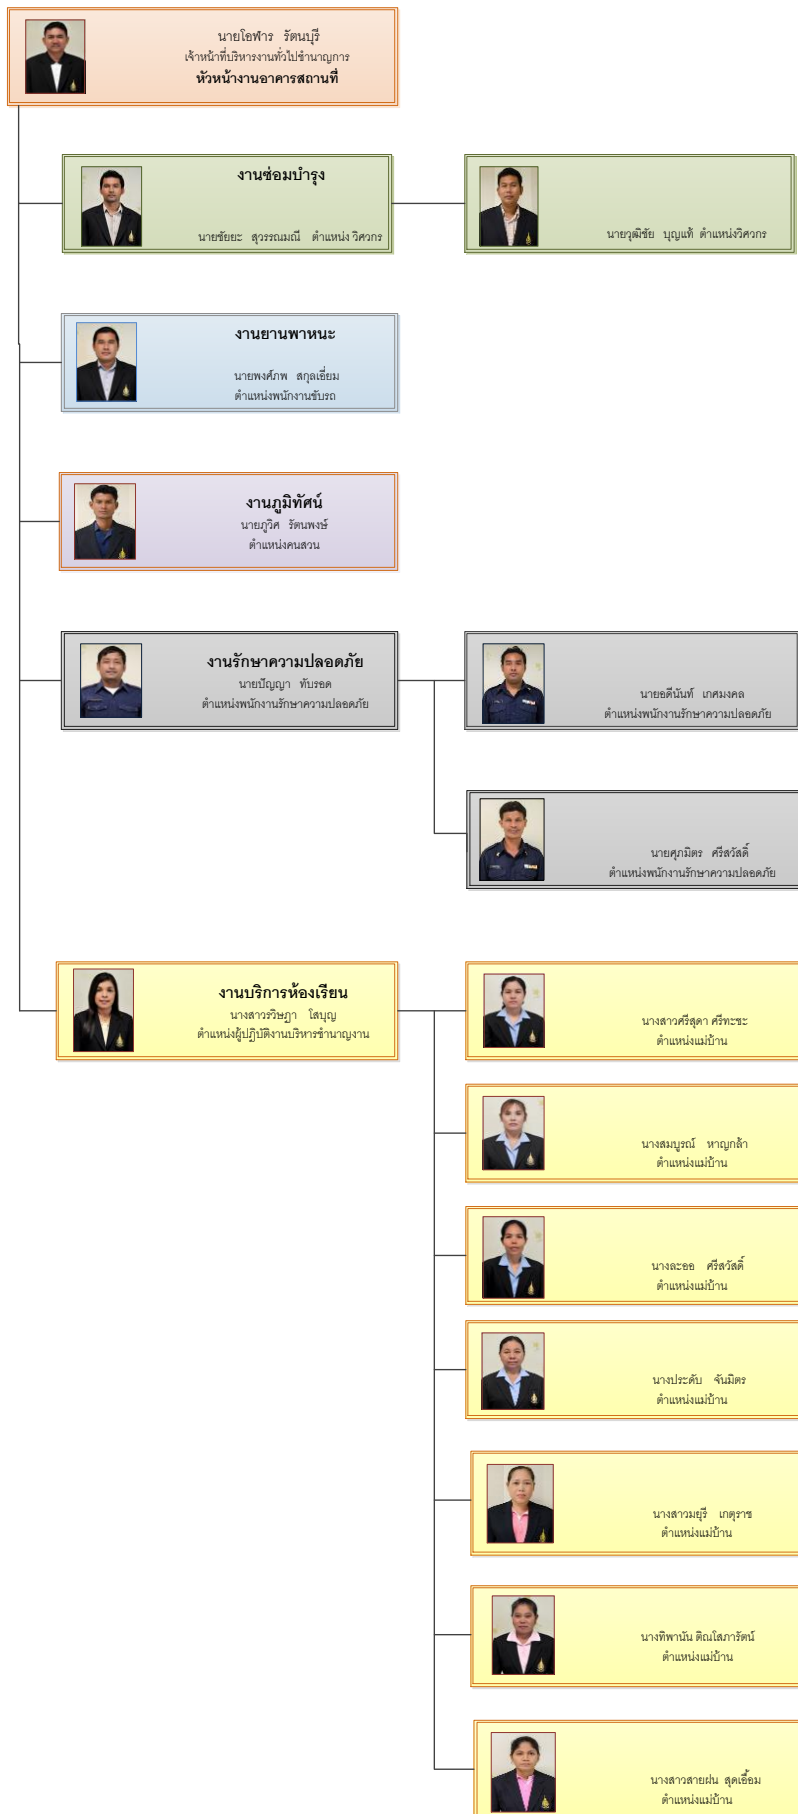 นายโอฬาร รัตนบุรี
เจ้าหน้าที่บริหารงานทั่วไปชำนาญการ
หัวหน้างานอาคารสถานที่
งานซ่อมบำรุง
นายชัยยะ สุวรรณมณี ตำแหน่ง วิศวกร
นายวุฒิชัย บุญแท้ ตำแหน่งวิศวกร
งานยานพาหนะ
นายพงศ์ภพ สกุลเอี่ยม
ตำแหน่งพนักงานขับรถ
งานภูมิทัศน์
นายภูวิศ รัตนพงษ์
ตำแหน่งคนสวน
งานรักษาความปลอดภัย
นายปัญญา ทับรอด
ตำแหน่งพนักงานรักษาความปลอดภัย
นายอดีนันท์ เกศมงคล
ตำแหน่งพนักงานรักษาความปลอดภัย
นายศุภมิตร ศรีสวัสดิ์
ตำแหน่งพนักงานรักษาความปลอดภัย
งานบริการห้องเรียน
นางสาวรวิษฎา โสบุญ
ตำแหน่งผู้ปฏิบัติงานบริหารชำนาญงาน
นางสาวศรีสุดา ศรีทะชะ
ตำแหน่งแม่บ้าน
นางสมบูรณ์ หาญกล้า
ตำแหน่งแม่บ้าน
นางละออ ศรีสวัสดิ์
ตำแหน่งแม่บ้าน
นางประดับ จันมิตร
ตำแหน่งแม่บ้าน
นางสาวมยุรี เกตุราช
ตำแหน่งแม่บ้าน
นางทิพานัน ติณโสภารัตน์
ตำแหน่งแม่บ้าน
นางสาวสายฝน สุดเอื้อม
ตำแหน่งแม่บ้าน